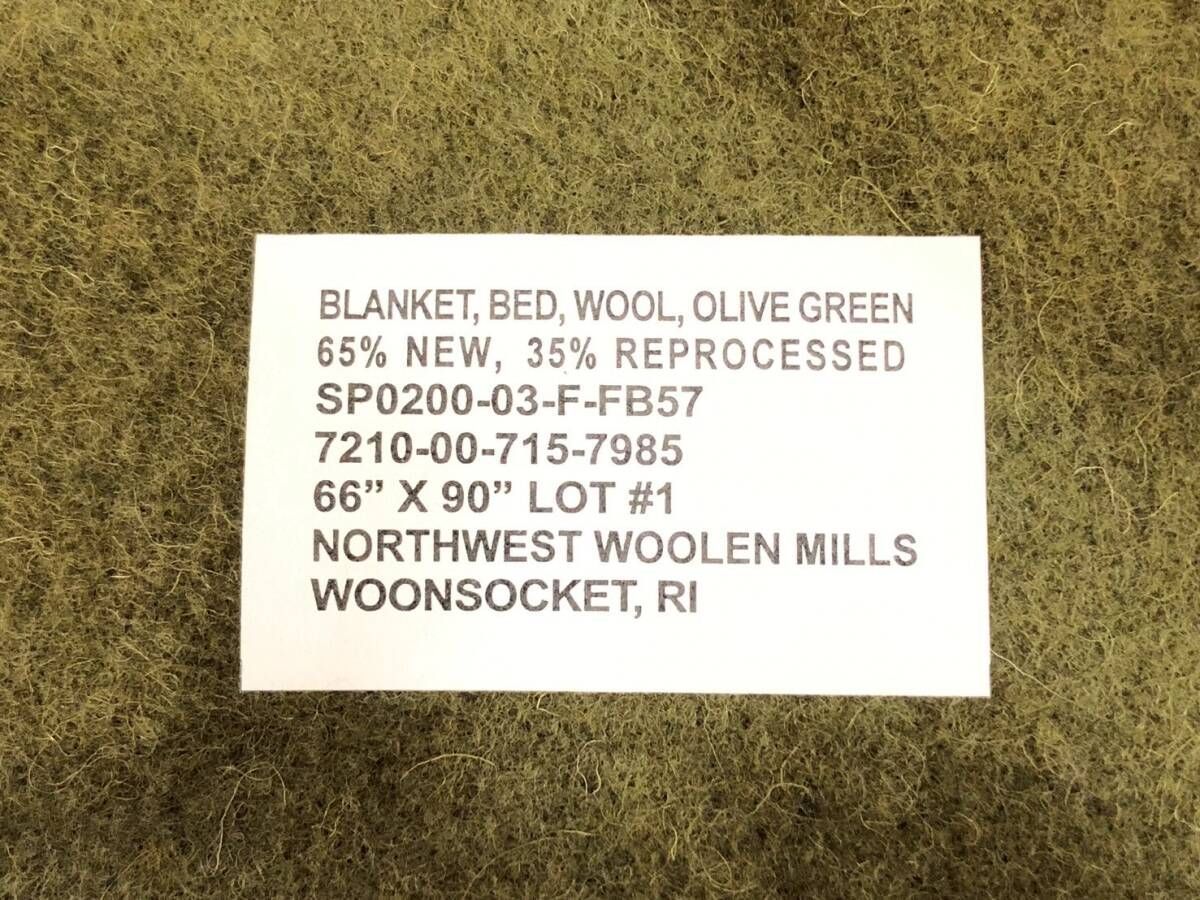 BLANKET, BED, WOOL, OLIVE GREEN
65% NEW, 35% REPROCESSED
SP0200-03-F-FB57
7210-00-715-7985
66” X 90” LOT #1
NORTHWEST WOOLEN MILLS
WOONSOCKET, RI